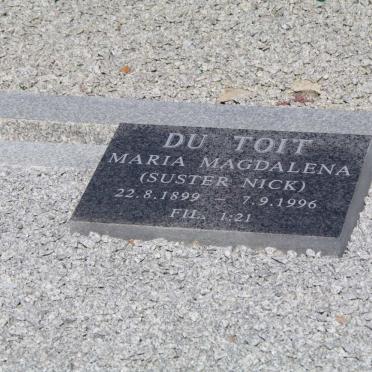 DU TOIT
MARIA MAGDALENA
(SUSTER NICK)
22.8.1899 – 7.9.1996
FIL. 1:21